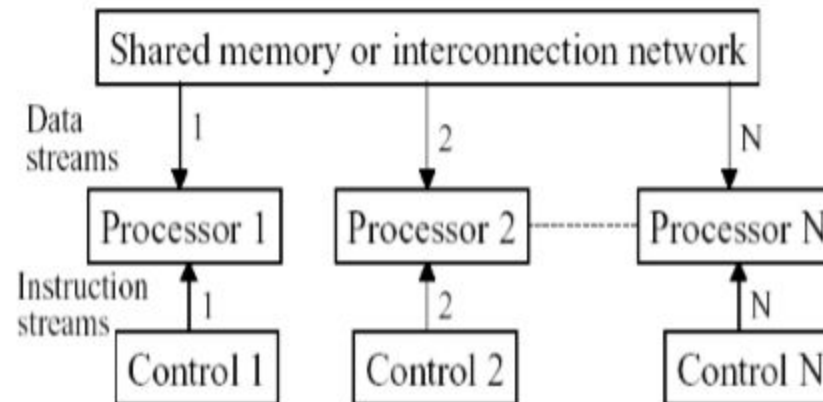 Shared memory or interconnection network
Data
streams
1
2
N
Processor 1
Processor 2
Processor N
Instruction
streams
1
2
N
Control 1
Control 2
Control N